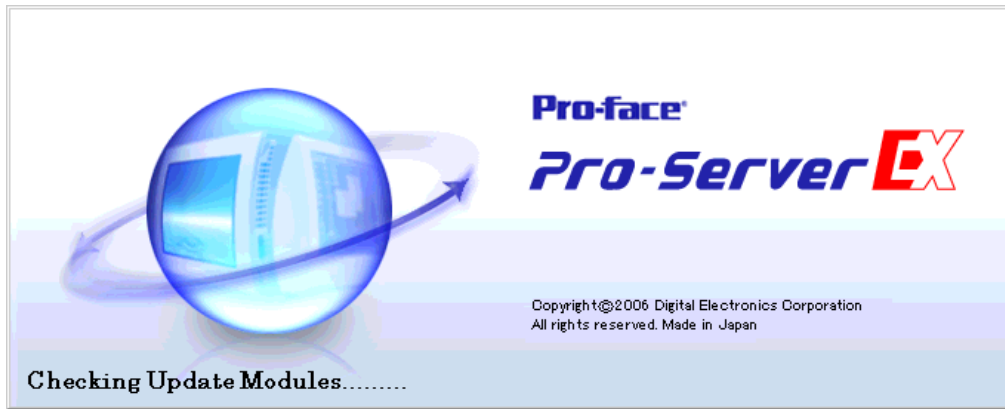 Pro-face®
Pro-Server EX
Copyright©2006 Digital Electronics Corporation
All rights reserved. Made in Japan
Checking Update Modules.........